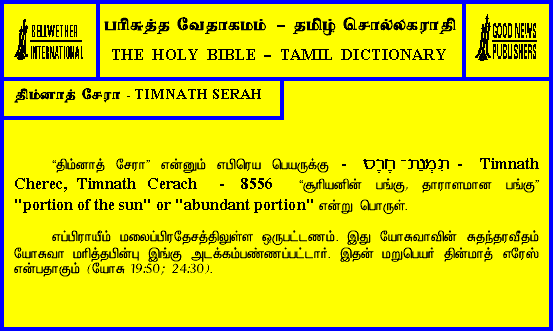 BELLWETHER
INTERNATIONAL
பரிசுத்த வேதாகமம் – தமிழ் சொல்லகராதி
THE HOLY BIBLE – TAMIL DICTIONARY
GOOD NEWS
PUBLISHERS
திம்னாத் சேரா - TIMNATH SERAH
“திம்னாத் சேரா” என்னும் எபிரெய பெயருக்கு - תִּמְנַת־ חֶרֶס - Timnath
Cherec, Timnath Cerach - 8556 “சூரியனின் பங்கு, தாராளமான பங்கு”
"portion of the sun" or "abundant portion" என்று பொருள்.
எப்பிராயீம் மலைப்பிரதேசத்திலுள்ள ஒருபட்டணம். இது யோசுவாவின் சுதந்தரவீதம்
யோசுவா மரித்தபின்பு இங்கு அடக்கம்பண்ணப்பட்டார். இதன் மறுபெயர் தின்மாத் எரேஸ்
என்பதாகும் (யோசு 19:50; 24:30).